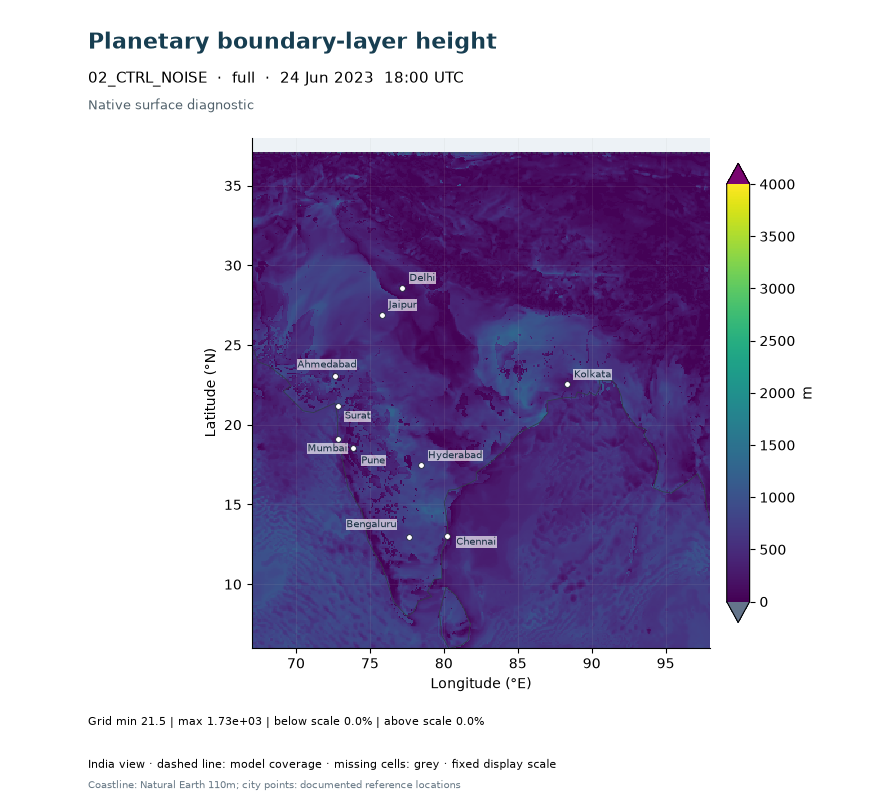 Planetary boundary-layer height
02_CTRL_NOISE · full · 24 Jun 2023 18:00 UTC
Native surface diagnostic
35
30
25
20
15
10
Latitude (°N)
70
75
80
85
90
95
Longitude (°E)
Delhi
Jaipur
Ahmedabad
Kolkata
Surat
Mumbai
Pune
Hyderabad
Bengaluru
Chennai
4000
3500
3000
2500
2000
1500
1000
500
0
m
Grid min 21.5 | max 1.73e+03 | below scale 0.0% | above scale 0.0%
India view · dashed line: model coverage · missing cells: grey · fixed display scale
Coastline: Natural Earth 110m; city points: documented reference locations